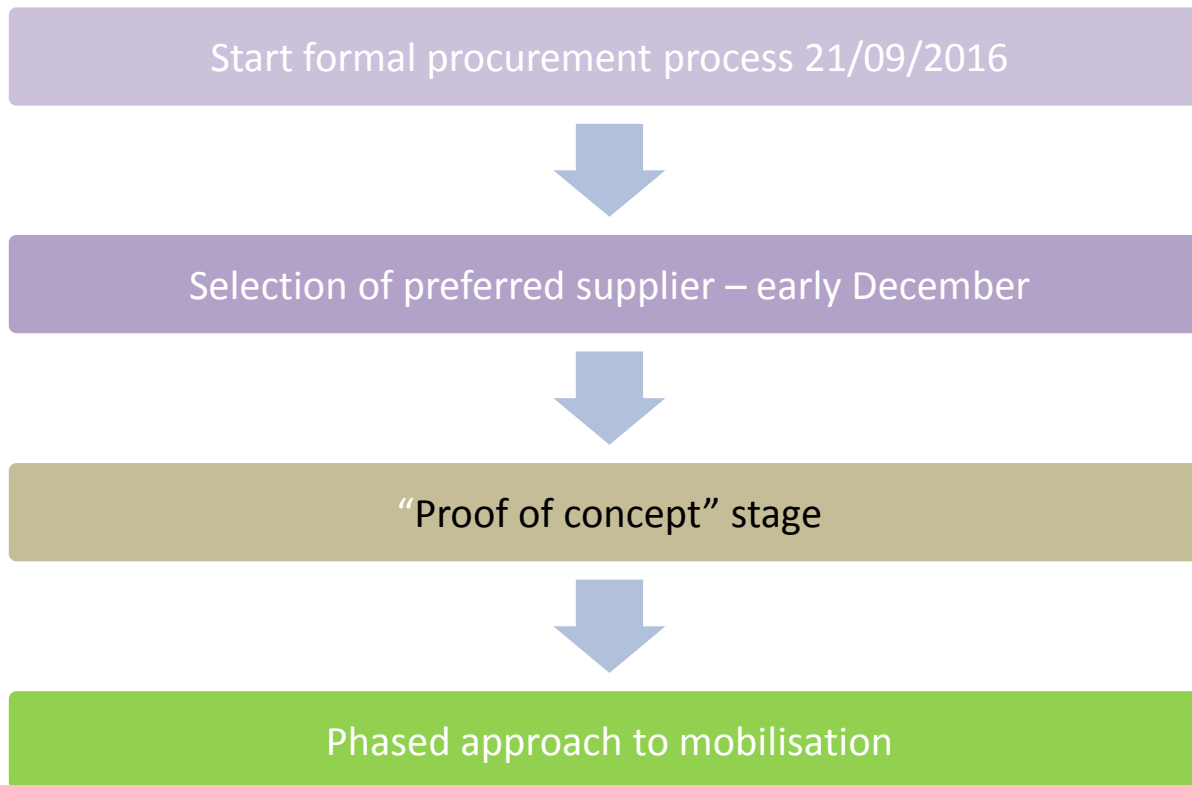 Start formal procurement process 21/09/2016
Selection of preferred supplier – early December
“Proof of concept” stage
Phased approach to mobilisation